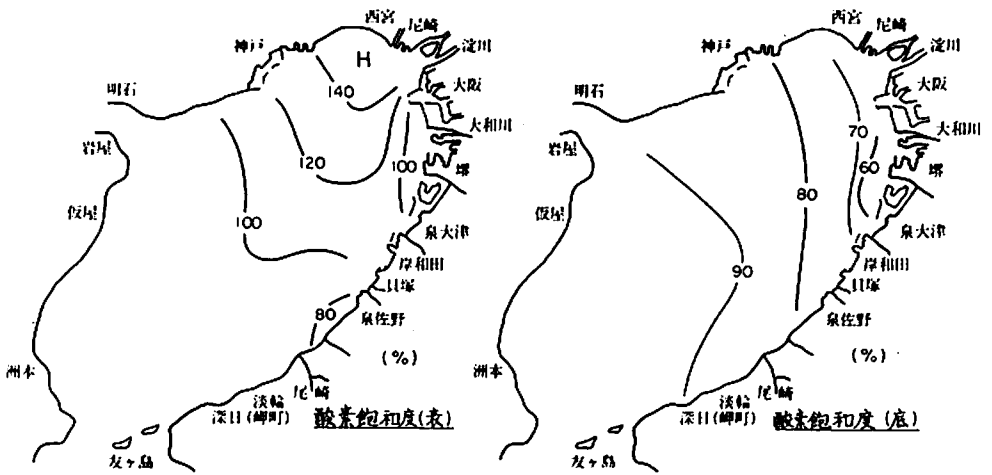 西宮
尼崎
神戸
淀川
H
大阪
140
明石
大和川
岩屋
120
100
堺
仮屋
100
泉大津
岸和田
貝塚
80
泉佐野
(%)
洲本
尾崎
淡輪
深日(岬町)
酸素飽和度(表)
友ヶ島
西宮
尼崎
神戸
淀川
大阪
明石
70
大和川
岩屋
60
堺
80
仮屋
泉大津
岸和田
90
貝塚
泉佐野
(%)
洲本
尾崎
淡輪
深日(岬町)
酸素飽和度(底)
友ヶ島